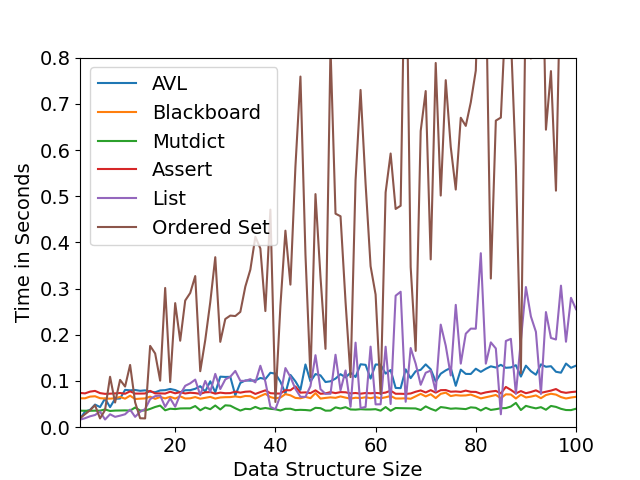 0.8
0.7
0.6
0.5
0.4
0.3
0.2
0.1
0.0
Time in Seconds
AVL
Blackboard
Mutdict
Assert
List
Ordered Set
20
40
60
80
100
Data Structure Size